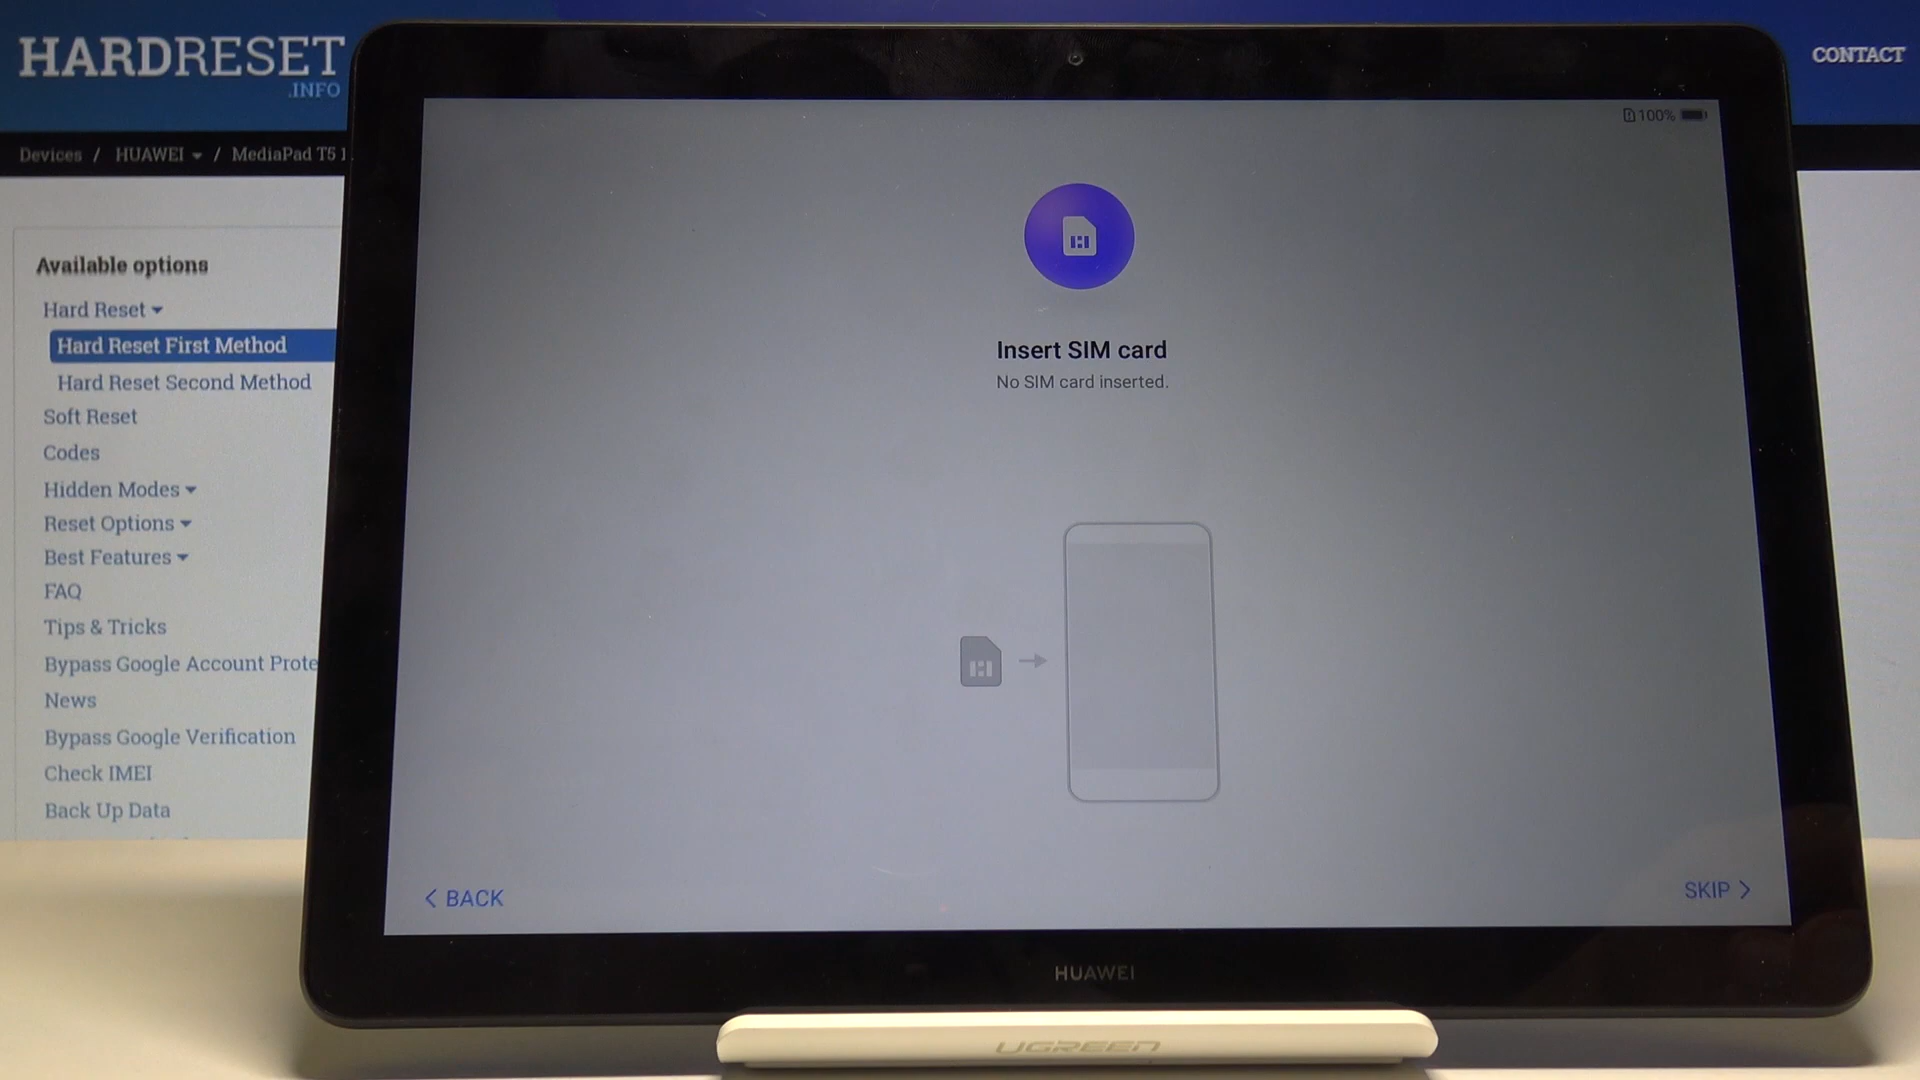 HARDRESET
.INFO
CONTACT
Devices / HUAWEI / MediaPad T5 1
Available options
Hard Reset
Hard Reset First Method
Hard Reset Second Method
Soft Reset
Codes
Hidden Modes
Reset Options
Best Features
FAQ
Tips & Tricks
Bypass Google Account Prote
News
Bypass Google Verification
Check IMEI
Back Up Data
100%
Insert SIM card
No SIM card inserted.
< BACK
SKIP >
HUAWEI
UGREEN